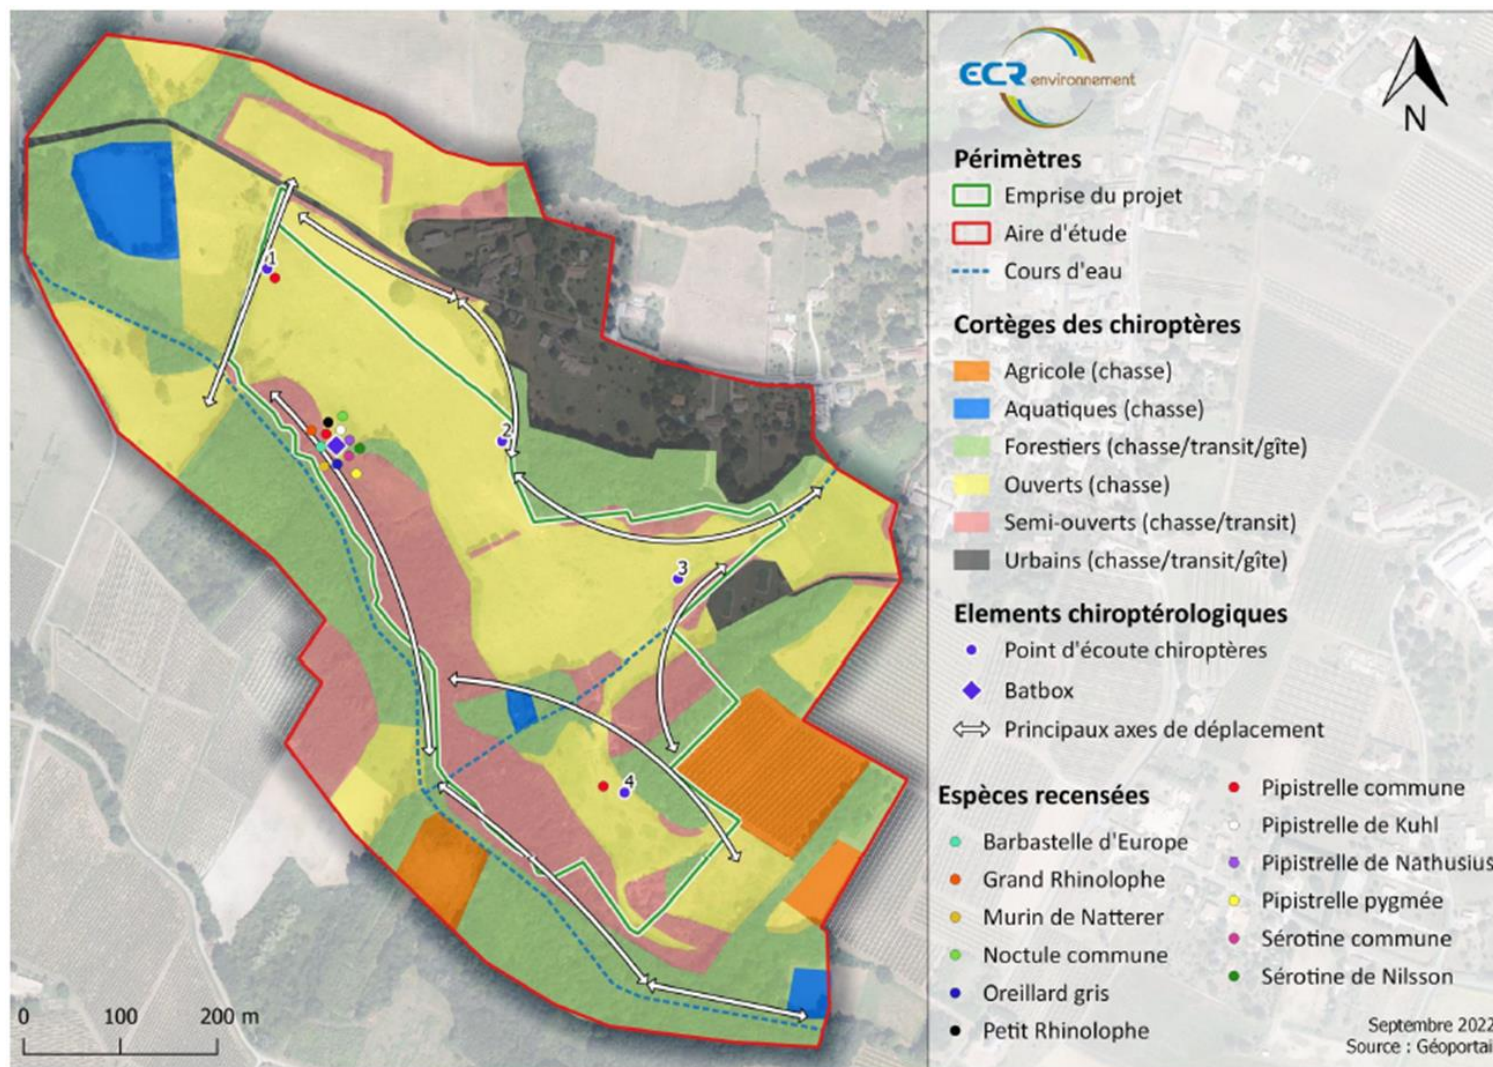 ECR environnement
N
Périmètres
Emprise du projet
Aire d'étude
Cours d'eau
Cortèges des chiroptères
Agricole (chasse)
Aquatiques (chasse)
Forestiers (chasse/transit/gîte)
Ouverts (chasse)
Semi-ouverts (chasse/transit)
Urbains (chasse/transit/gîte)
Elements chiroptérologiques
Point d'écoute chiroptères
Batbox
Principaux axes de déplacement
Espèces recensées
Barbastelle d'Europe
Grand Rhinolophe
Murin de Natterer
Noctule commune
Oreillard gris
Petit Rhinolophe
Pipistrelle commune
Pipistrelle de Kuhl
Pipistrelle de Nathusius
Pipistrelle pygmée
Sérotine commune
Sérotine de Nilsson
Septembre 2022
Source : Géoportai
1
2
3
4
0 100 200 m